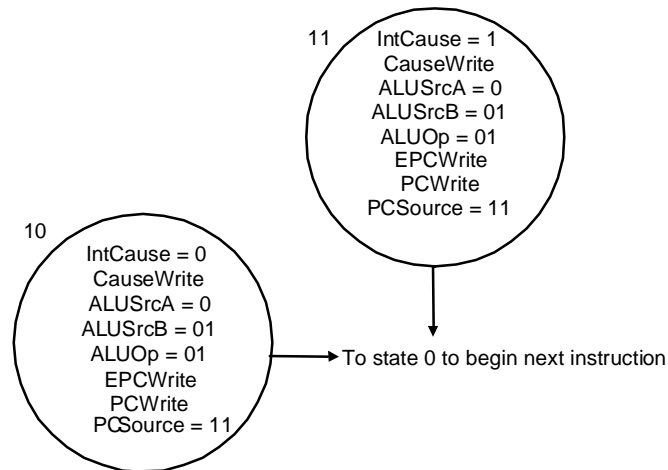 11
IntCause = 1
CauseWrite
ALUSrcA = 0
ALUSrcB = 01
ALUOp = 01
EPCWrite
PCWrite
PCSource = 11
10
IntCause = 0
CauseWrite
ALUSrcA = 0
ALUSrcB = 01
ALUOp = 01
EPCWrite
PCWrite
PCSource = 11
To state 0 to begin next instruction